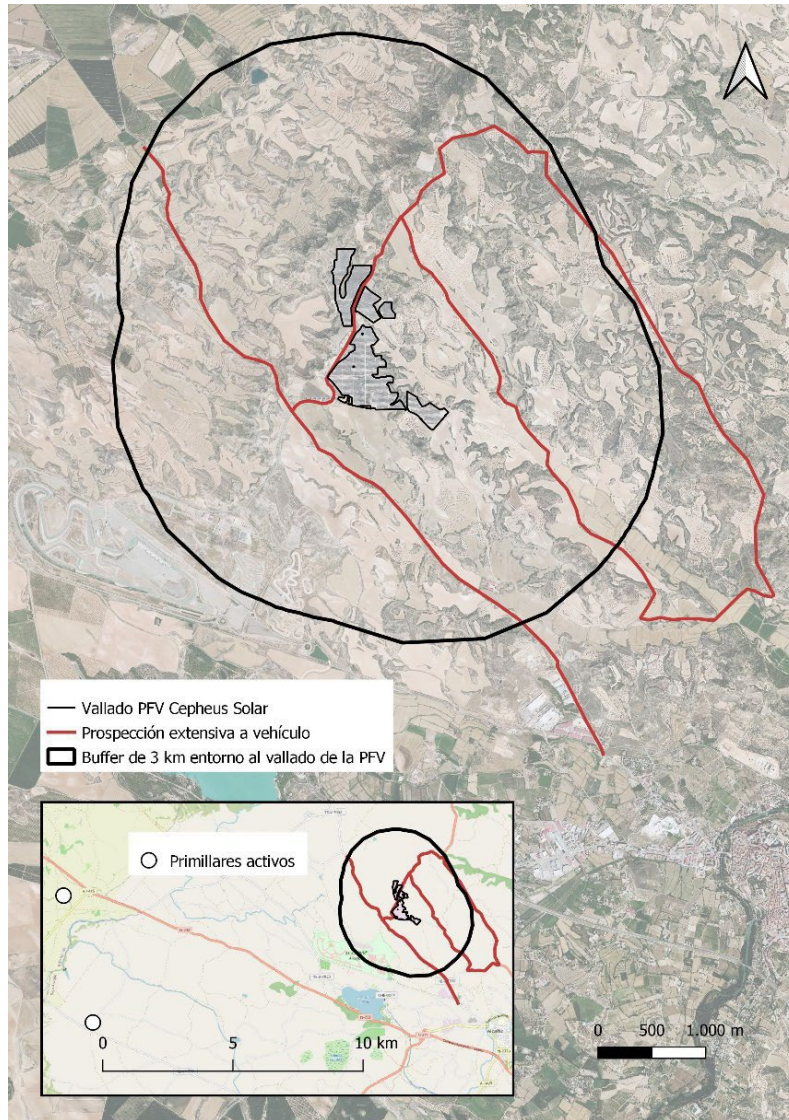 Vallado PFV Cepheus Solar
Prospección extensiva a vehículo
Buffer de 3 km entorno al vallado de la PFV
Primillares activos
0 5 10 km
0 500 1.000 m